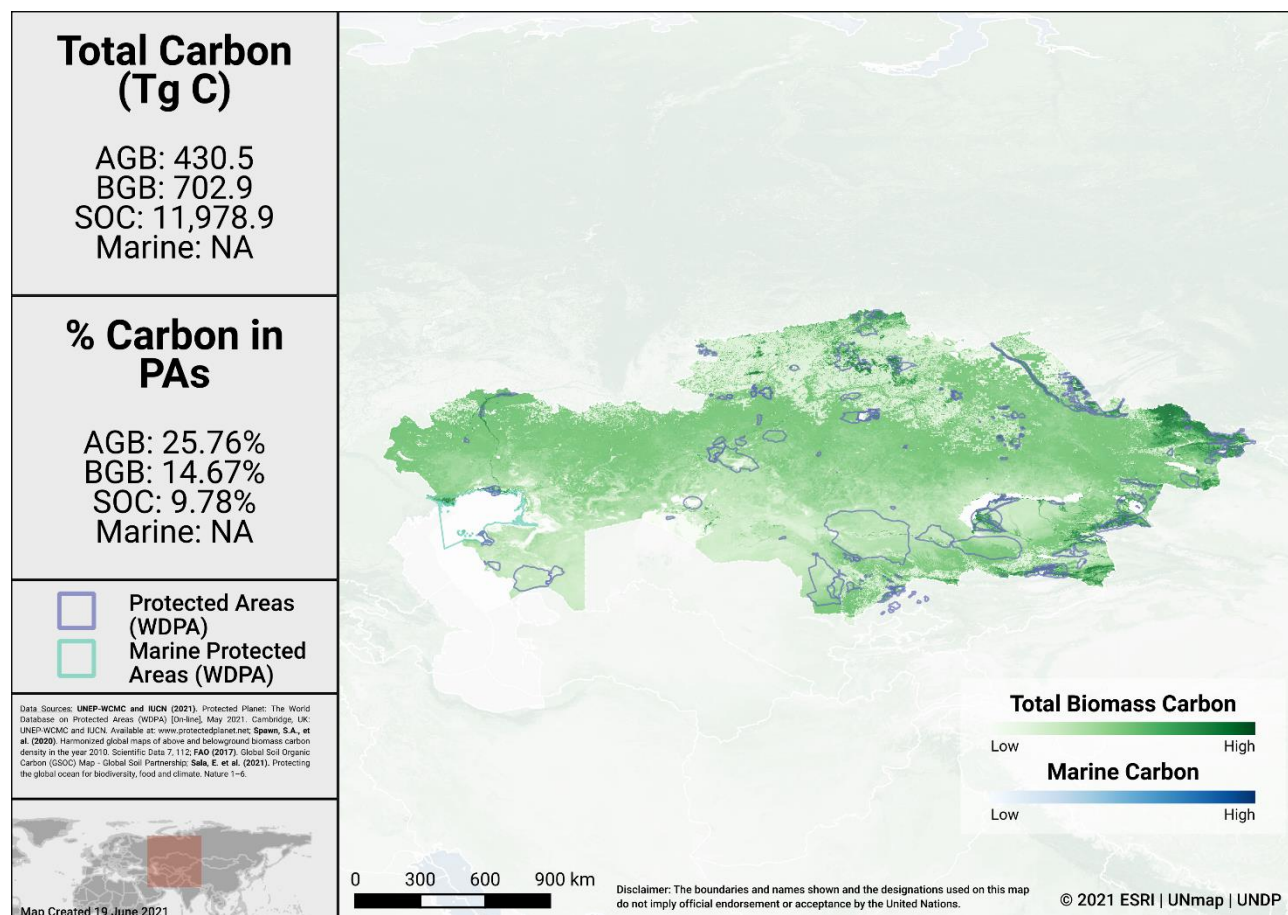 Total Carbon
(Tg C)
AGB: 430.5
BGB: 702.9
SOC: 11,978.9
Marine: NA
% Carbon in
PAs
AGB: 25.76%
BGB: 14.67%
SOC: 9.78%
Marine: NA
Protected Areas
(WDPA)
Marine Protected
Areas (WDPA)
Data Sources: UNEP-WCMC and IUCN (2021). Protected Planet: The World
Database on Protected Areas (WDPA) [On-line], May 2021. Cambridge, UK:
UNEP-WCMC and IUCN. Available at: www.protectedplanet.net; Spawn, S.A., et
al. (2020). Harmonized global maps of above and belowground biomass carbon
density in the year 2010. Scientific Data 7, 112; FAO (2017). Global Soil Organic
Carbon (GSOC) Map - Global Soil Partnership; Sala, E. et al. (2021). Protecting
the global ocean for biodiversity, food and climate. Nature 1–6.
Map Created 19 June 2021
Total Biomass Carbon
Low High
Marine Carbon
Low High
0 300 600 900 km
Disclaimer: The boundaries and names shown and the designations used on this map
do not imply official endorsement or acceptance by the United Nations.
© 2021 ESRI | UNmap | UNDP